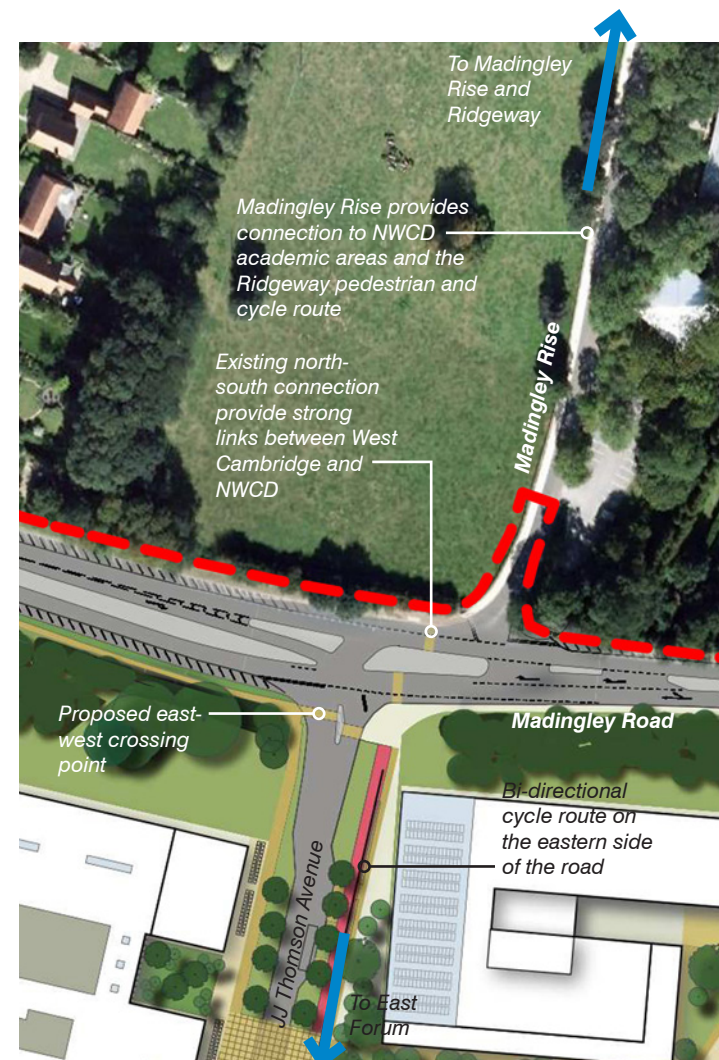 To Madingley
Rise and
Ridgeway
Madingley Rise provides
connection to NWCD
academic areas and the
Ridgeway pedestrian and
cycle route
Existing north-
south connection
provide strong
links between West
Cambridge and
NWCD
Madingley Rise
Proposed east-
west crossing
point
Madingley Road
Bi-directional
cycle route on
the eastern side
of the road
JJ Thomson Avenue
To East
Forum